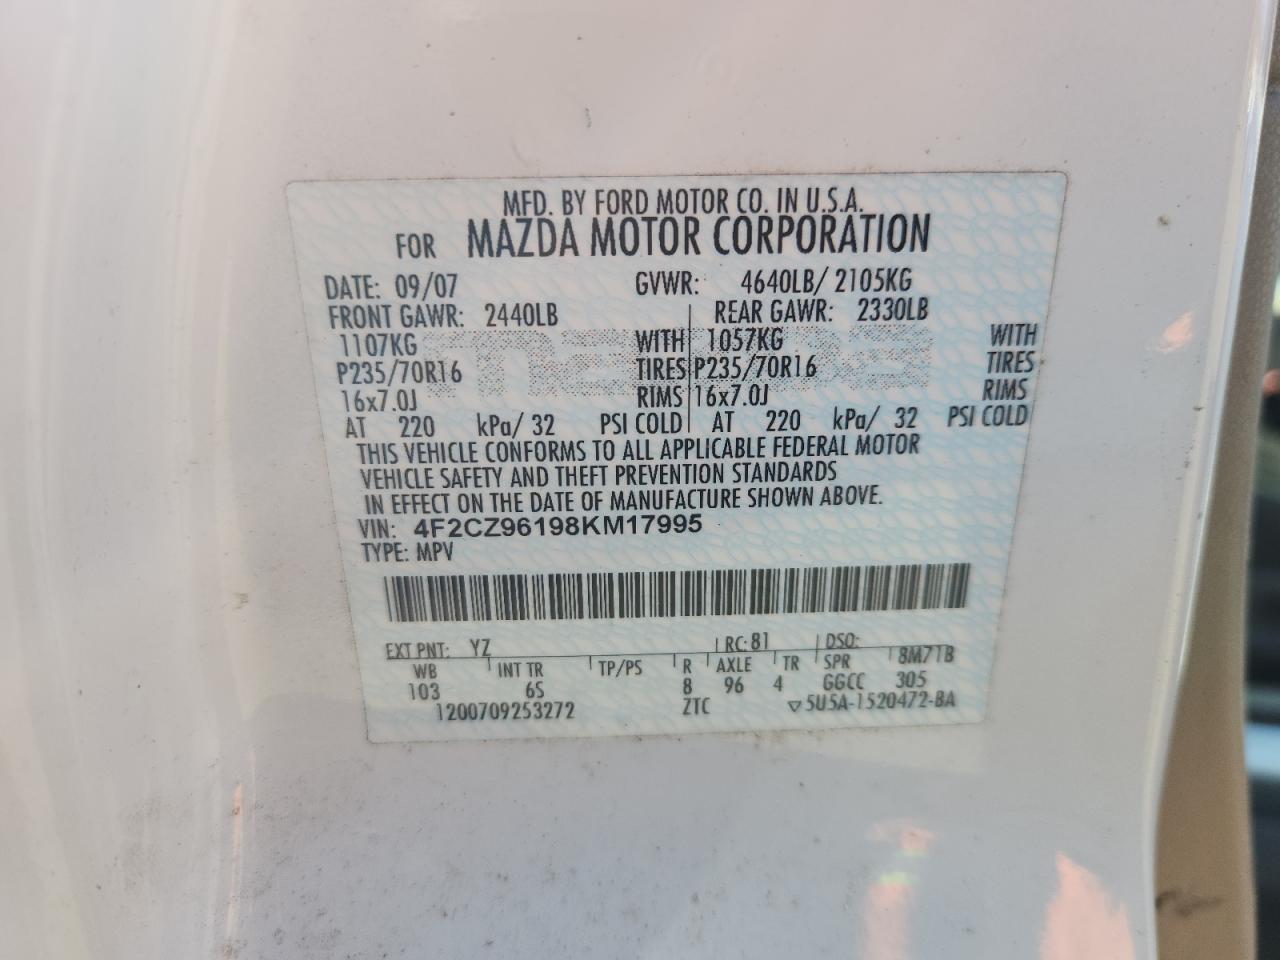 MFD. BY FORD MOTOR CO. IN U.S.A.
FOR MAZDA MOTOR CORPORATION
DATE: 09/07 GVWR: 4640LB/ 2105KG
FRONT GAWR: 2440LB REAR GAWR: 2330LB
1107KG WITH 1057KG WITH
P235/70R16 TIRES P235/70R16 TIRES
16x7.0J RIMS 16x7.0J RIMS
AT 220 kPa/ 32 PSI COLD AT 220 kPa/ 32 PSI COLD
THIS VEHICLE CONFORMS TO ALL APPLICABLE FEDERAL MOTOR
VEHICLE SAFETY AND THEFT PREVENTION STANDARDS
IN EFFECT ON THE DATE OF MANUFACTURE SHOWN ABOVE.
VIN: 4F2CZ96198KM17995
TYPE: MPV
EXT PNT: YZ RC: 81 DSO:
WB INT TR TP/PS R AXLE TR SPR 8M71B
103 6S 8 96 4 GGCC 305
1200709253272 ZTC ▽5U5A-1520472-BA